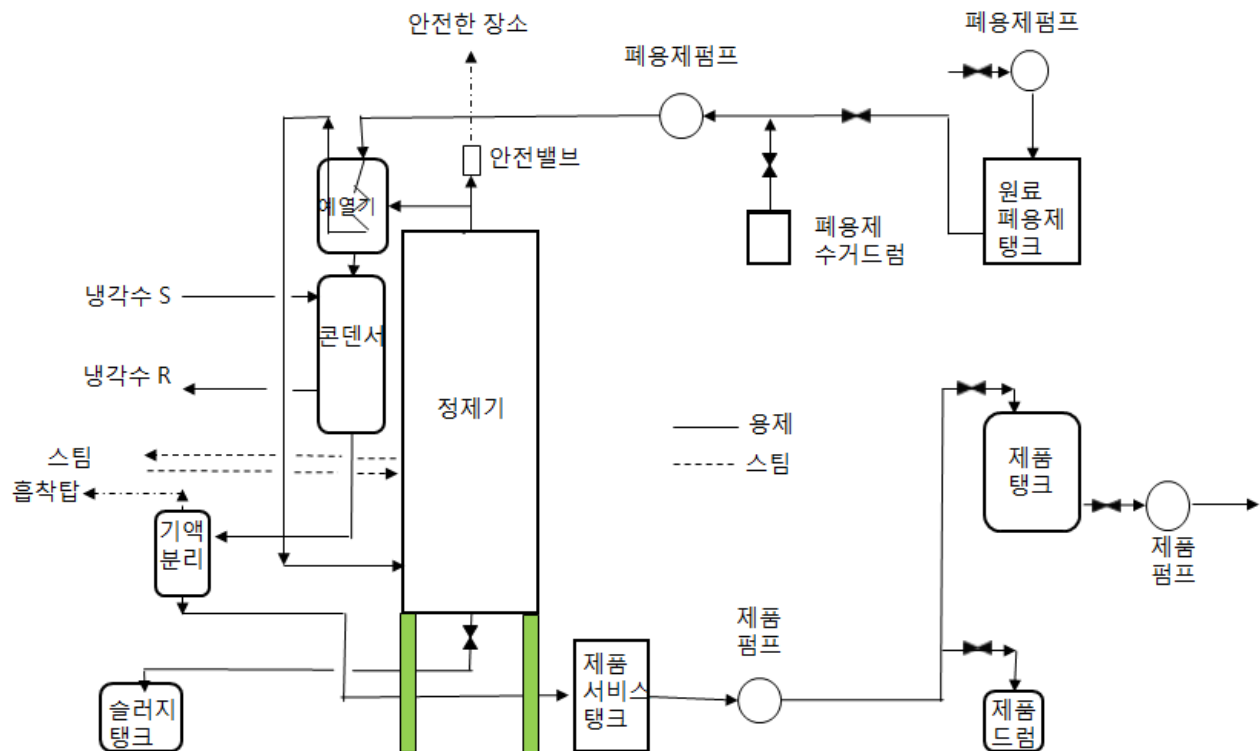 안전한 장소
폐용제펌프
폐용제펌프
안전밸브
예열기
원료
폐용제
탱크
폐용제
수거드럼
냉각수 S
콘덴서
냉각수 R
정제기
용제
스팀
스팀
흡착탑
기액
분리
제품
탱크
제품
펌프
제품
펌프
제품
서비스
탱크
슬러지
탱크
제품
드럼